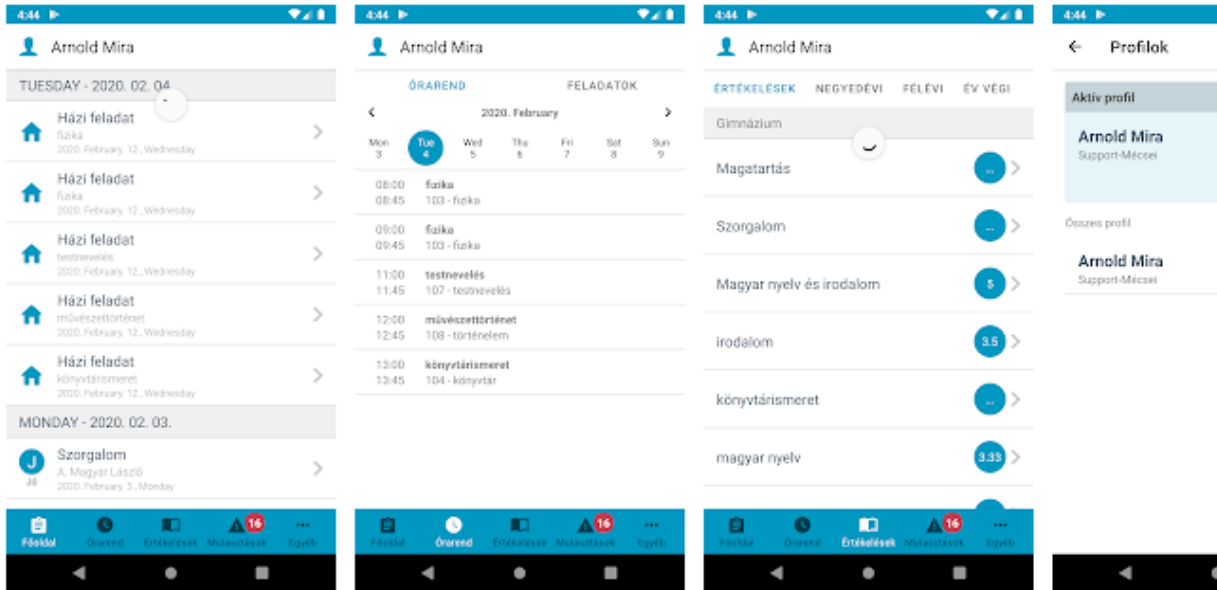 4:44
Arnold Mira
TUESDAY - 2020. 02. 04.
Házi feladat
fizika
2020. February. 12., Wednesday
Házi feladat
fizika
2020. February. 12., Wednesday
Házi feladat
testnevelés
2020. February. 12., Wednesday
Házi feladat
művészettörténet
2020. February. 12., Wednesday
Házi feladat
könyvtárismeret
2020. February. 12., Wednesday
MONDAY - 2020. 02. 03.
J
Jó
Szorgalom
A. Magyar László
2020. February. 3., Monday
16
Főoldal Órarend Értékelések Mulasztások Egyéb
4:44
Arnold Mira
ÓRAREND FELADATOK
2020. February
Mon Tue Wed Thu Fri Sat Sun
3 4 5 6 7 8 9
08:00 fizika
08:45 103 - fizika
09:00 fizika
09:45 103 - fizika
11:00 testnevelés
11:45 107 - testnevelés
12:00 művészettörténet
12:45 108 - történelem
13:00 könyvtárismeret
13:45 104 - könyvtár
16
Főoldal Órarend Értékelések Mulasztások Egyéb
4:44
Arnold Mira
ÉRTÉKELÉSEK NEGYEDÉVI FÉLÉVI ÉV VÉGI
Gimnázium
Magatartás ...
Szorgalom ...
Magyar nyelv és irodalom 5
irodalom 3.5
könyvtárismeret ...
magyar nyelv 3.33
16
Főoldal Órarend Értékelések Mulasztások Egyéb
4:44
Profilok
Aktív profil
Arnold Mira
Support-Mécsei
Összes profil
Arnold Mira
Support-Mécsei